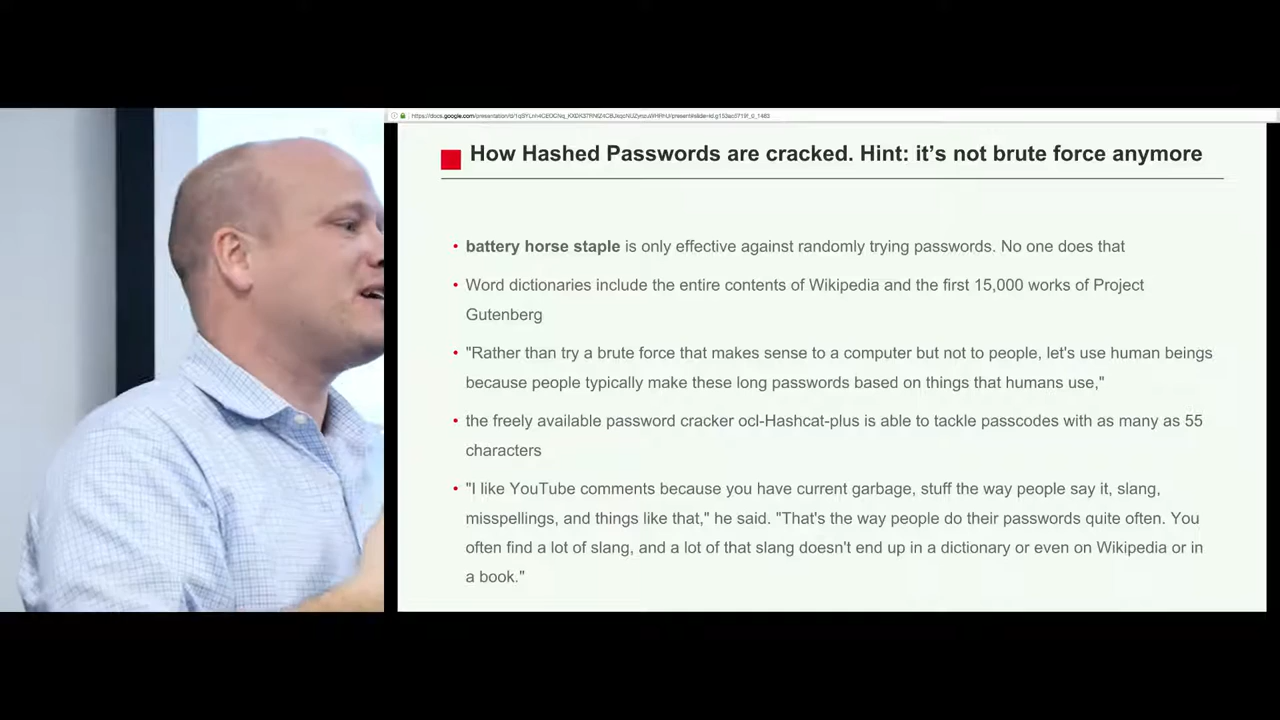 How Hashed Passwords are cracked. Hint: it's not brute force anymore
• battery horse staple is only effective against randomly trying passwords. No one does that
• Word dictionaries include the entire contents of Wikipedia and the first 15,000 works of Project
Gutenberg
• "Rather than try a brute force that makes sense to a computer but not to people, let's use human beings
because people typically make these long passwords based on things that humans use,"
• the freely available password cracker ocl-Hashcat-plus is able to tackle passcodes with as many as 55
characters
• "I like YouTube comments because you have current garbage, stuff the way people say it, slang,
misspellings, and things like that," he said. "That's the way people do their passwords quite often. You
often find a lot of slang, and a lot of that slang doesn't end up in a dictionary or even on Wikipedia or in
a book."